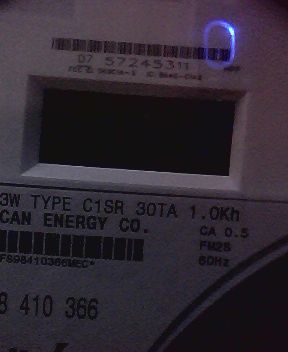 07 57245311
3W TYPE C1SR 30TA 1.0Kh
CAN ENERGY CO.
CA 0.5
FM2S
60Hz
8 410 366